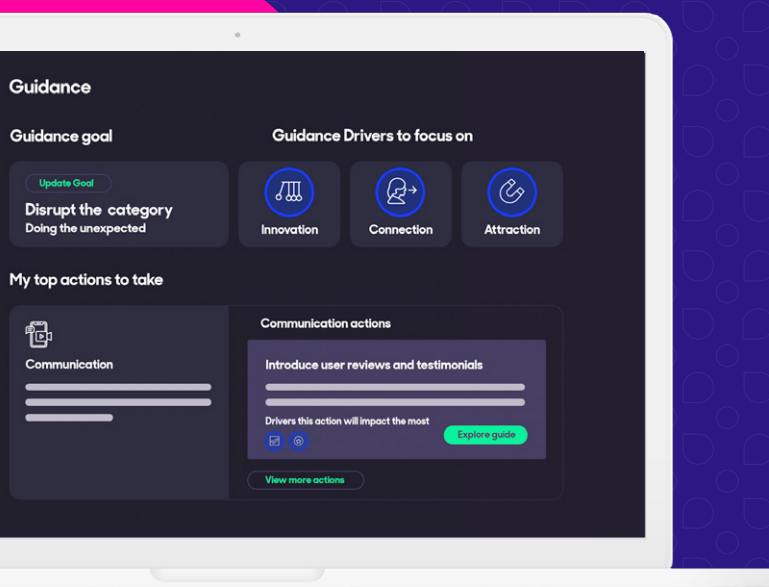 Guidance
Guidance goal
Guidance Drivers to focus on
Update Goal
Disrupt the category
Doing the unexpected
Innovation
Connection
Attraction
My top actions to take
Communication
Communication actions
Introduce user reviews and testimonials
Drivers this action will impact the most
Explore guide
View more actions